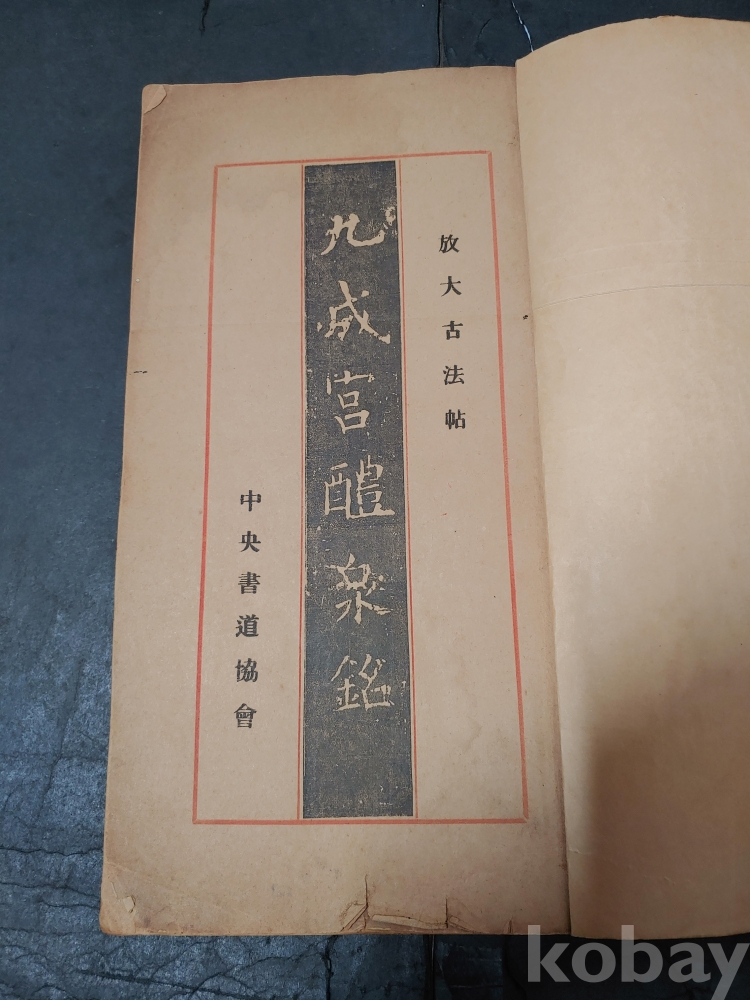 放大古法帖
九成宮醴泉銘
中央書道協會
kobay